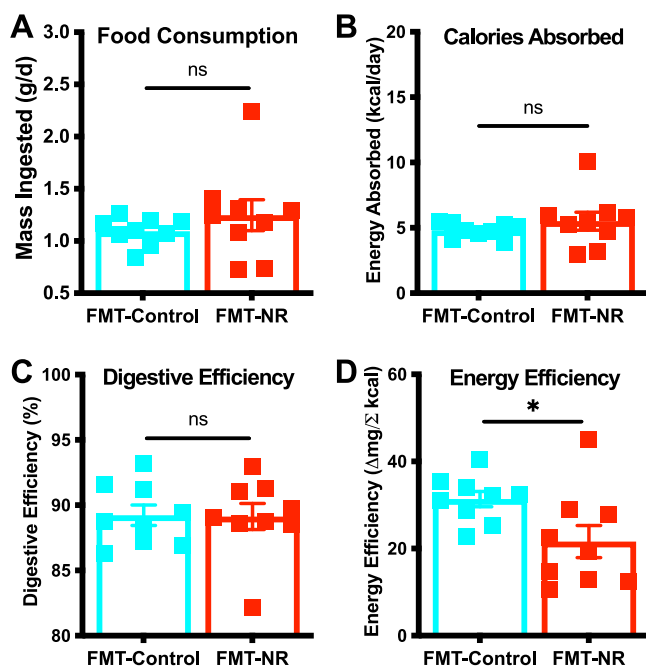 A
Food Consumption
Mass Ingested (g/d)
3.0
2.5
2.0
1.5
1.0
0.5
ns
FMT-Control
FMT-NR
B
Calories Absorbed
Energy Absorbed (kcal/day)
20
15
10
5
0
ns
FMT-Control
FMT-NR
C
Digestive Efficiency
Digestive Efficiency (%)
100
95
90
85
80
ns
FMT-Control
FMT-NR
D
Energy Efficiency
Energy Efficiency (Δmg/Σ kcal)
60
40
20
0
*
FMT-Control
FMT-NR